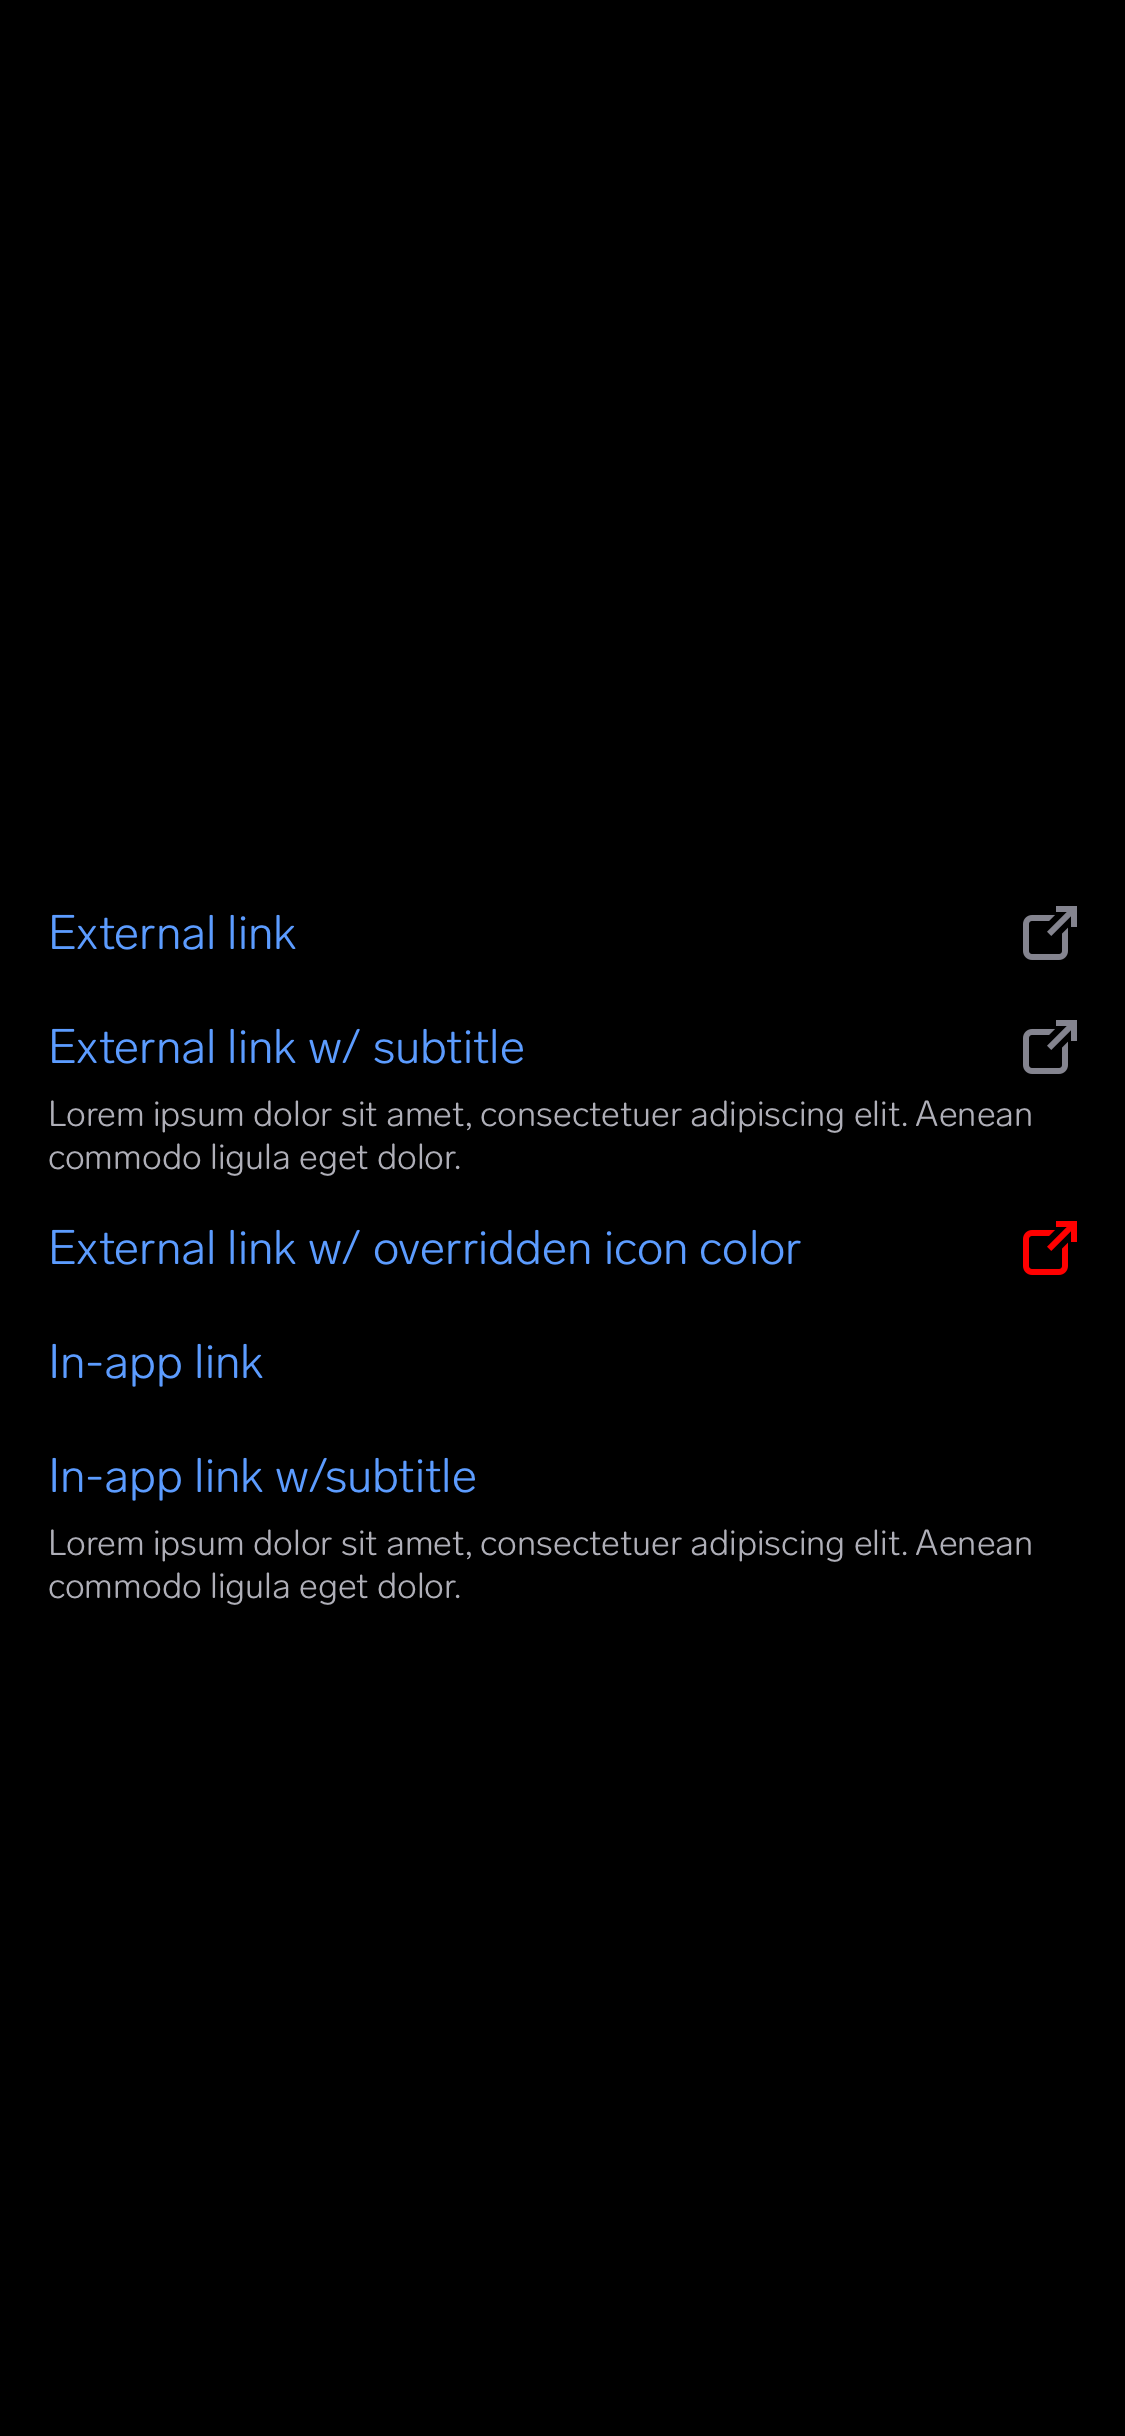 External link
External link w/ subtitle
Lorem ipsum dolor sit amet, consectetuer adipiscing elit. Aenean
commodo ligula eget dolor.
External link w/ overridden icon color
In-app link
In-app link w/subtitle
Lorem ipsum dolor sit amet, consectetuer adipiscing elit. Aenean
commodo ligula eget dolor.